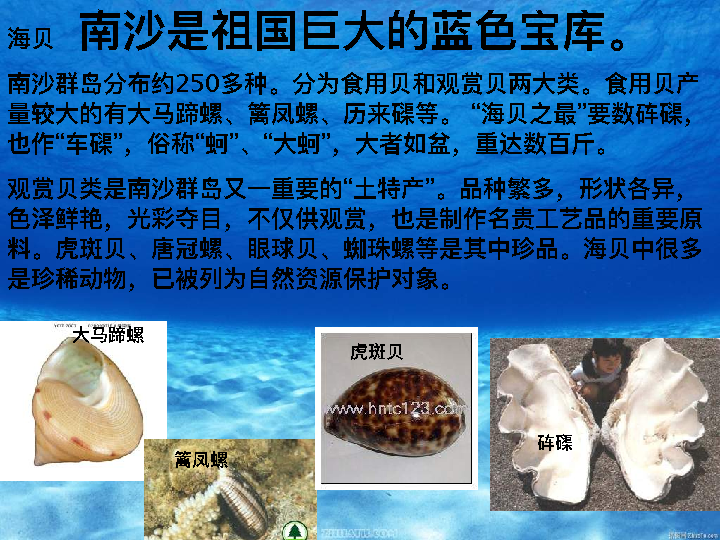 海贝 南沙是祖国巨大的蓝色宝库。
南沙群岛分布约250多种。分为食用贝和观赏贝两大类。食用贝产
量较大的有大马蹄螺、篱凤螺、历来磲等。 “海贝之最”要数砗磲，
也作“车磲”，俗称“蚵”、“大蚵”，大者如盆，重达数百斤。
观赏贝类是南沙群岛又一重要的“土特产”。品种繁多，形状各异，
色泽鲜艳，光彩夺目，不仅供观赏，也是制作名贵工艺品的重要原
料。虎斑贝、唐冠螺、眼球贝、蜘珠螺等是其中珍品。海贝中很多
是珍稀动物，已被列为自然资源保护对象。
大马蹄螺
虎斑贝
www.hntc123.com
砗磲
篱凤螺